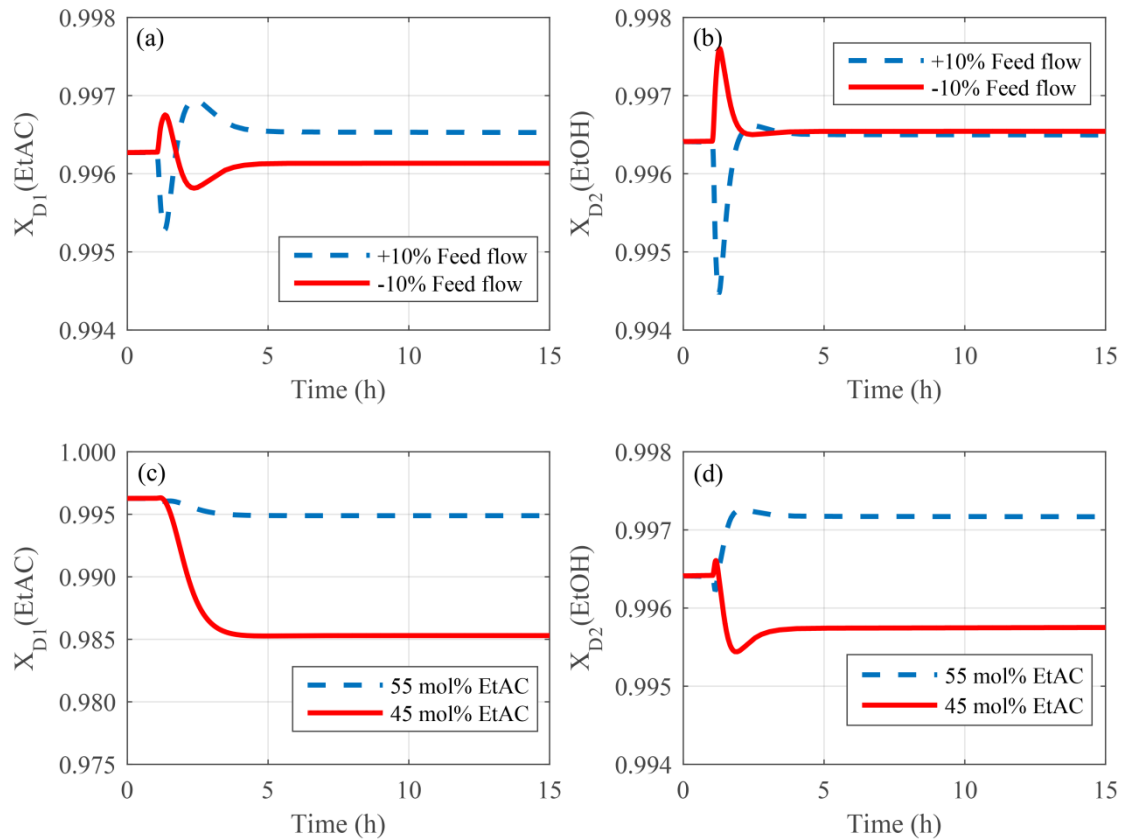 (a)
0.998
0.997
0.996
0.995
0.994
X_D1(EtAC)
+10% Feed flow
-10% Feed flow
0 5 10 15
Time (h)
(b)
0.998
0.997
0.996
0.995
0.994
X_D2(EtOH)
+10% Feed flow
-10% Feed flow
0 5 10 15
Time (h)
(c)
1.000
0.995
0.990
0.985
0.980
0.975
X_D1(EtAC)
55 mol% EtAC
45 mol% EtAC
0 5 10 15
Time (h)
(d)
0.998
0.997
0.996
0.995
0.994
X_D2(EtOH)
55 mol% EtAC
45 mol% EtAC
0 5 10 15
Time (h)